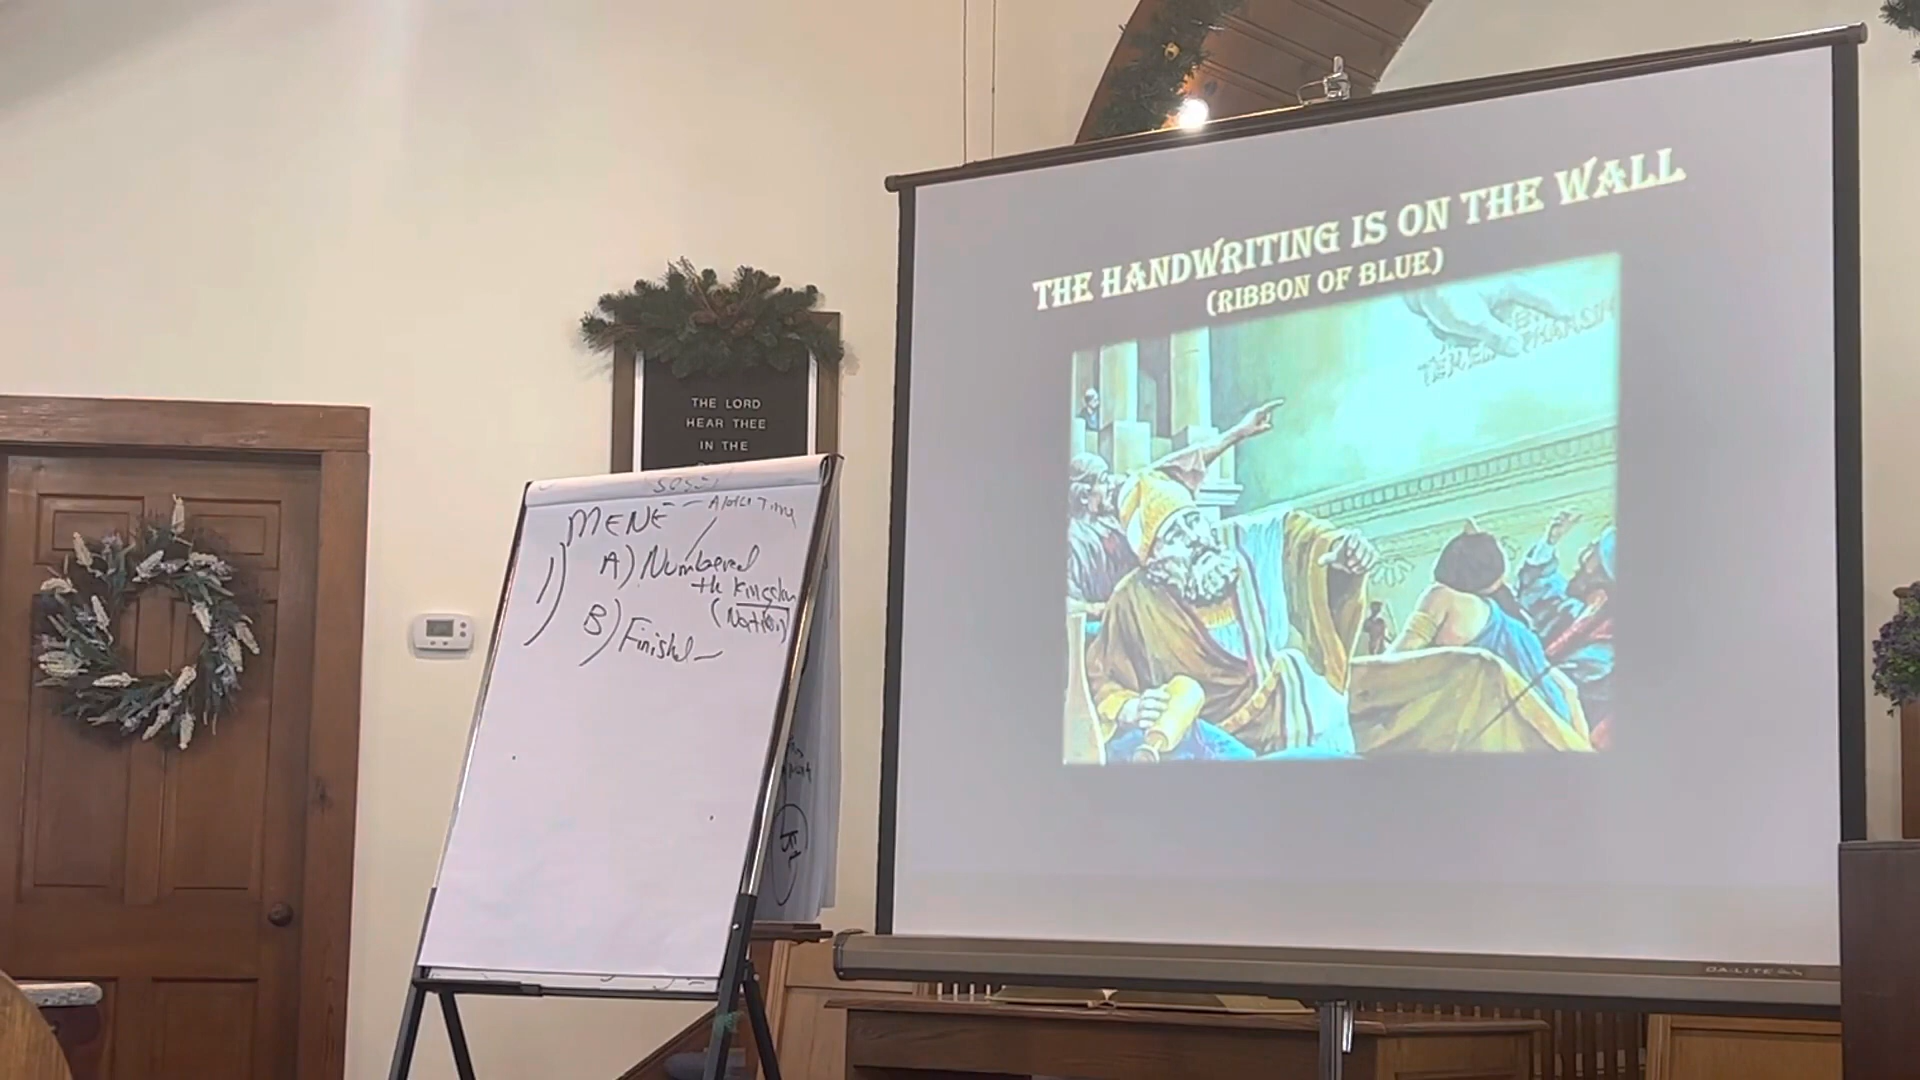 THE HANDWRITING IS ON THE WALL
(RIBBON OF BLUE)
THE LORD
HEAR THEE
IN THE
MENE -
1) A) Numbered
the Kingdom
(Nation)
B) Finished -
DA-LITE